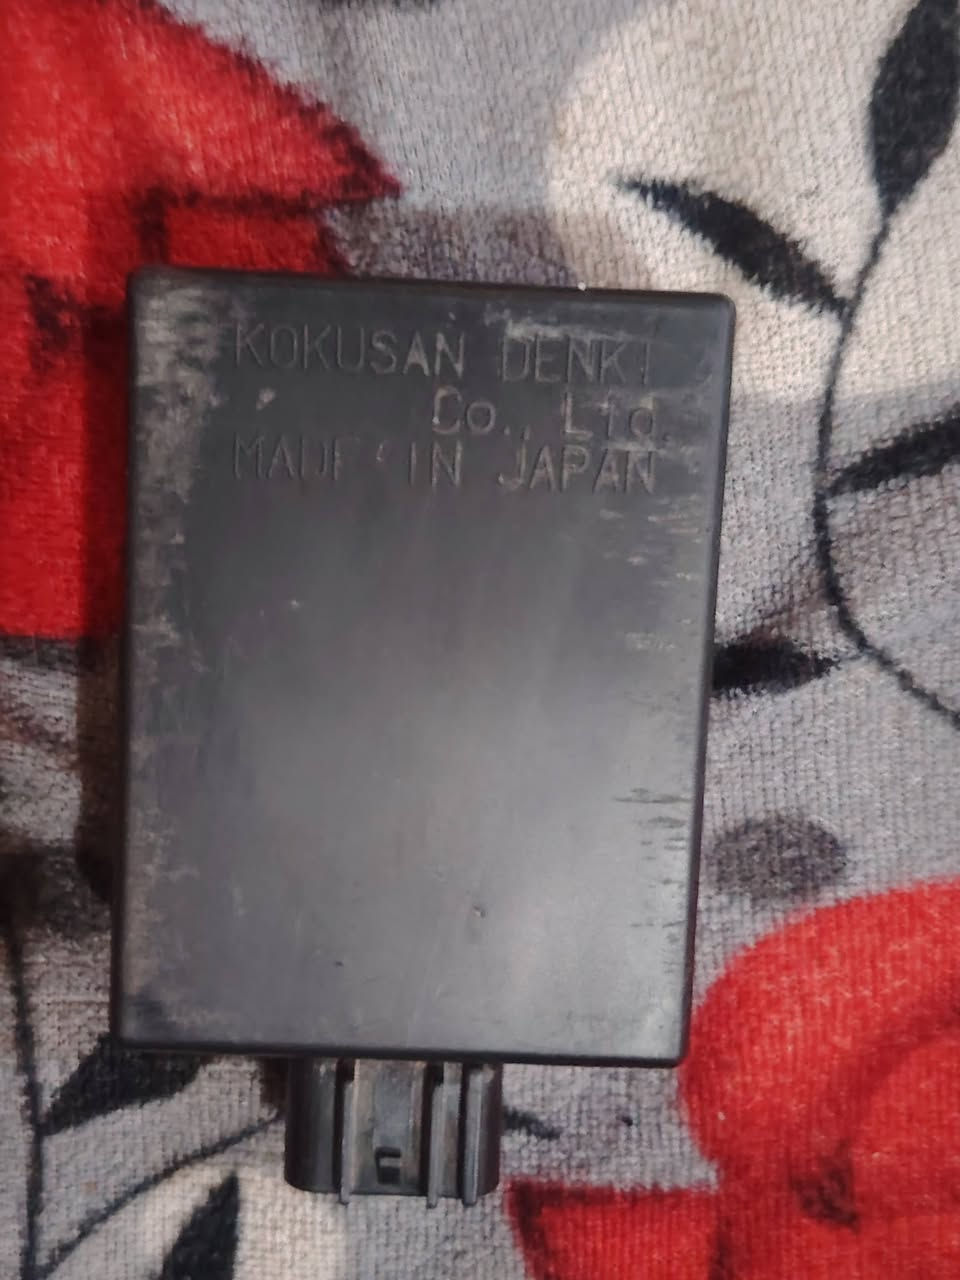 KOKUSAN DENKI
Co., Ltd.
MADE IN JAPAN